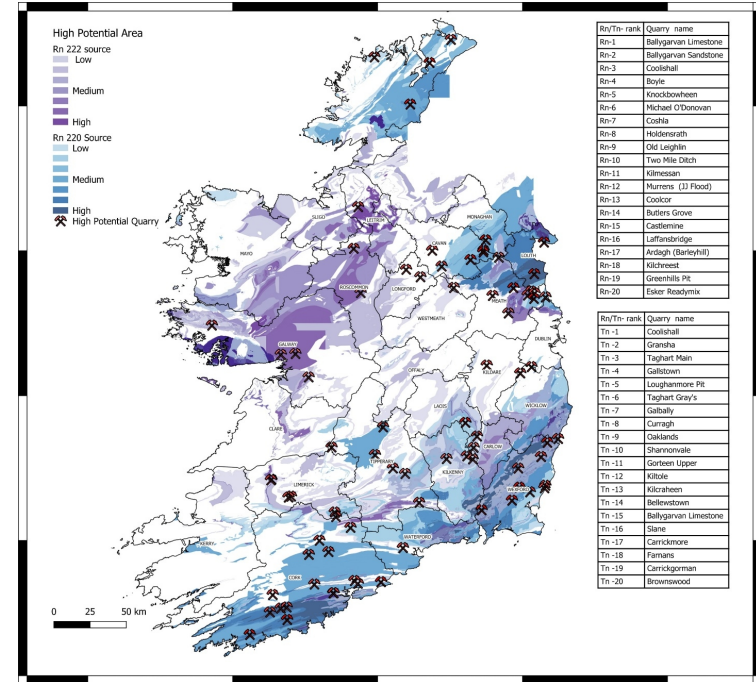 High Potential Area
Rn 222 source
Low
Medium
High
Rn 220 Source
Low
Medium
High
High Potential Quarry
SLIGO
LEITRIM
MONAGHAN
CAVAN
MAYO
LOUTH
ROSCOMMON
LONGFORD
MEATH
WESTMEATH
GALWAY
DUBLIN
OFFALY
KILDARE
LAOIS
WICKLOW
CLARE
CARLOW
TIPPERARY
KILKENNY
LIMERICK
WEXFORD
WATERFORD
KERRY
CORK
0 25 50 km
Rn/Tn- rank Quarry name
Rn-1 Ballygarvan Limestone
Rn-2 Ballygarvan Sandstone
Rn-3 Coolishall
Rn-4 Boyle
Rn-5 Knockbowheen
Rn-6 Michael O'Donovan
Rn-7 Coshla
Rn-8 Holdensrath
Rn-9 Old Leighlin
Rn-10 Two Mile Ditch
Rn-11 Kilmessan
Rn-12 Murrens (JJ Flood)
Rn-13 Coolcor
Rn-14 Butlers Grove
Rn-15 Castlemine
Rn-16 Laffansbridge
Rn-17 Ardagh (Barleyhill)
Rn-18 Kilchreest
Rn-19 Greenhills Pit
Rn-20 Esker Readymix
Rn/Tn- rank Quarry name
Tn -1 Coolishall
Tn -2 Gransha
Tn -3 Taghart Main
Tn -4 Gallstown
Tn -5 Loughanmore Pit
Tn -6 Taghart Gray's
Tn -7 Galbally
Tn -8 Curragh
Tn -9 Oaklands
Tn -10 Shannonvale
Tn -11 Gorteen Upper
Tn -12 Kiltole
Tn -13 Kilcraheen
Tn -14 Bellewstown
Tn -15 Ballygarvan Limestone
Tn -16 Slane
Tn -17 Carrickmore
Tn -18 Farnans
Tn -19 Carrickgorman
Tn -20 Brownswood